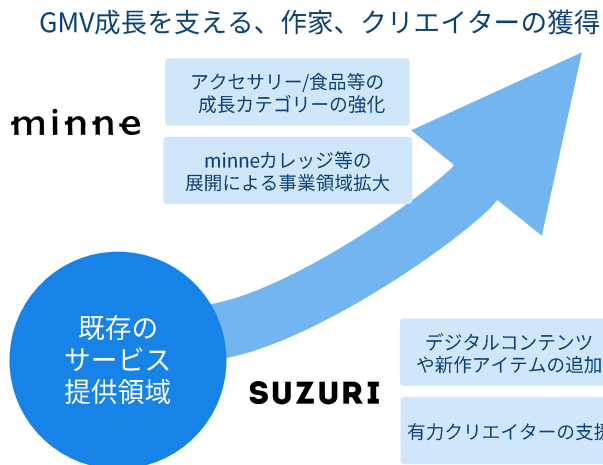 GMV成長を支える、作家、クリエイターの獲得
minne
アクセサリー/食品等の
成長カテゴリーの強化
minneカレッジ等の
展開による事業領域拡大
既存の
サービス
提供領域
SUZURI
デジタルコンテンツ
や新作アイテムの追加
有力クリエイターの支援